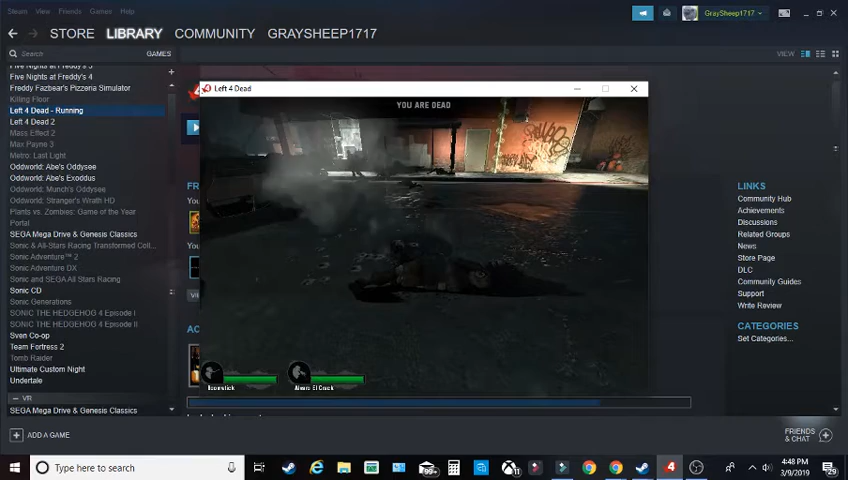 Steam View Friends Games Help
GRAYSHEEP1717
STORE LIBRARY COMMUNITY GRAYSHEEP1717
Search GAMES
VIEW
Five Nights at Freddy's 4
Freddy Fazbear's Pizzeria Simulator
Killing Floor
Left 4 Dead - Running
Left 4 Dead 2
Mass Effect 2
Max Payne 3
Metro: Last Light
Oddworld: Abe's Oddysee
Oddworld: Abe's Exoddus
Oddworld: Munch's Oddysee
Oddworld: Stranger's Wrath HD
Plants vs. Zombies: Game of the Year
Portal
SEGA Mega Drive & Genesis Classics
Sonic & All-Stars Racing Transformed Coll...
Sonic Adventure™ 2
Sonic Adventure DX
Sonic and SEGA All Stars Racing
Sonic CD
Sonic Generations
SONIC THE HEDGEHOG 4 Episode I
SONIC THE HEDGEHOG 4 Episode II
Sven Co-op
Team Fortress 2
Tomb Raider
Ultimate Custom Night
Undertale
VR
SEGA Mega Drive & Genesis Classics
Left 4 Dead
YOU ARE DEAD
LINKS
Community Hub
Achievements
Discussions
Related Groups
News
Store Page
DLC
Community Guides
Support
Write Review
CATEGORIES
Set Categories...
ADD A GAME
FRIENDS
& CHAT
Type here to search
99+
11
4:48 PM
3/9/2019
29